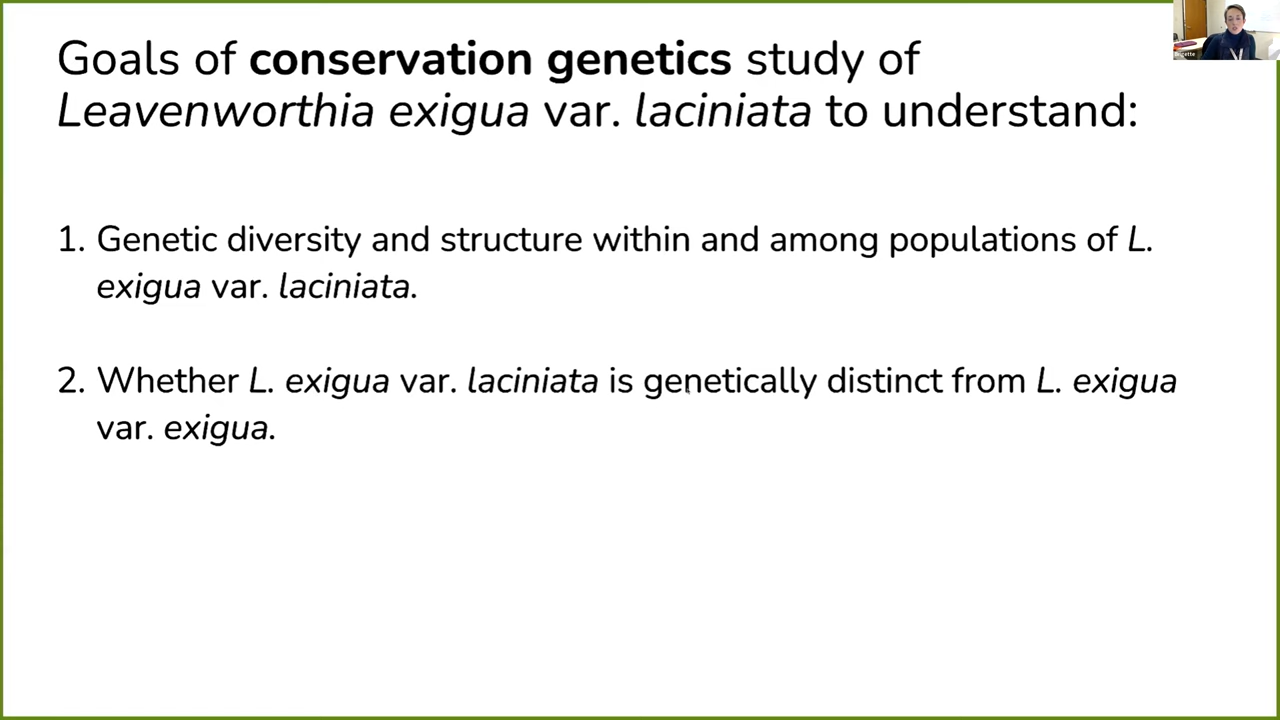 Goals of conservation genetics study of
Leavenworthia exigua var. laciniata to understand:
1. Genetic diversity and structure within and among populations of L.
exigua var. laciniata.
2. Whether L. exigua var. laciniata is genetically distinct from L. exigua
var. exigua.